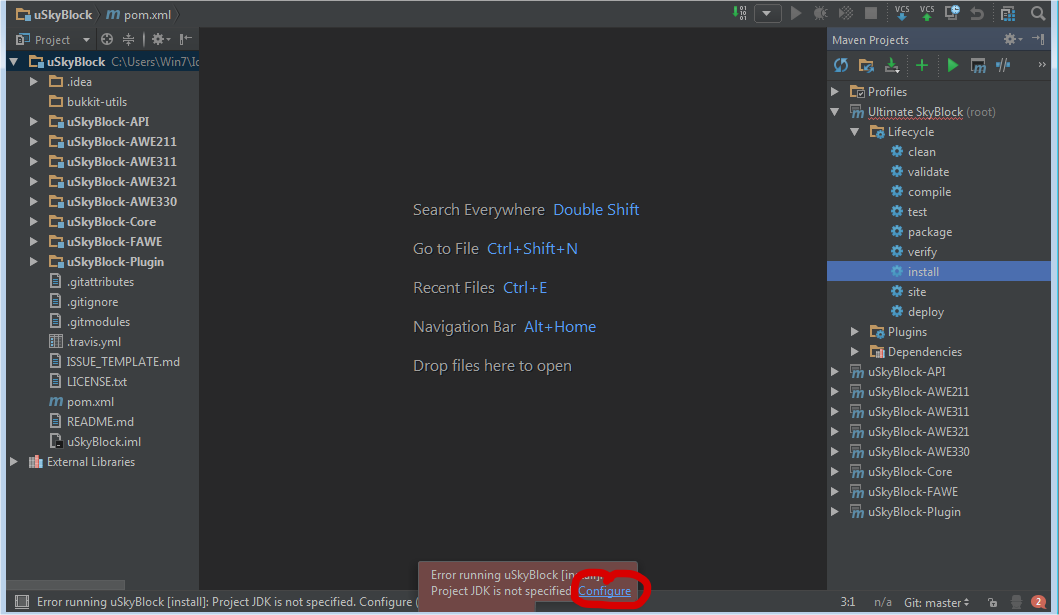 uSkyBlock
pom.xml
VCS
VCS
Project
uSkyBlock C:\Users\Win7\Ic
.idea
bukkit-utils
uSkyBlock-API
uSkyBlock-AWE211
uSkyBlock-AWE311
uSkyBlock-AWE321
uSkyBlock-AWE330
uSkyBlock-Core
uSkyBlock-FAWE
uSkyBlock-Plugin
.gitattributes
.gitignore
.gitmodules
.travis.yml
ISSUE_TEMPLATE.md
LICENSE.txt
pom.xml
README.md
uSkyBlock.iml
External Libraries
Search Everywhere Double Shift
Go to File Ctrl+Shift+N
Recent Files Ctrl+E
Navigation Bar Alt+Home
Drop files here to open
Maven Projects
Profiles
Ultimate SkyBlock (root)
Lifecycle
clean
validate
compile
test
package
verify
install
site
deploy
Plugins
Dependencies
uSkyBlock-API
uSkyBlock-AWE211
uSkyBlock-AWE311
uSkyBlock-AWE321
uSkyBlock-AWE330
uSkyBlock-Core
uSkyBlock-FAWE
uSkyBlock-Plugin
Error running uSkyBlock [install]:
Project JDK is not specified. Configure
Error running uSkyBlock [install]: Project JDK is not specified. Configure (
3:1 n/a Git: master 2